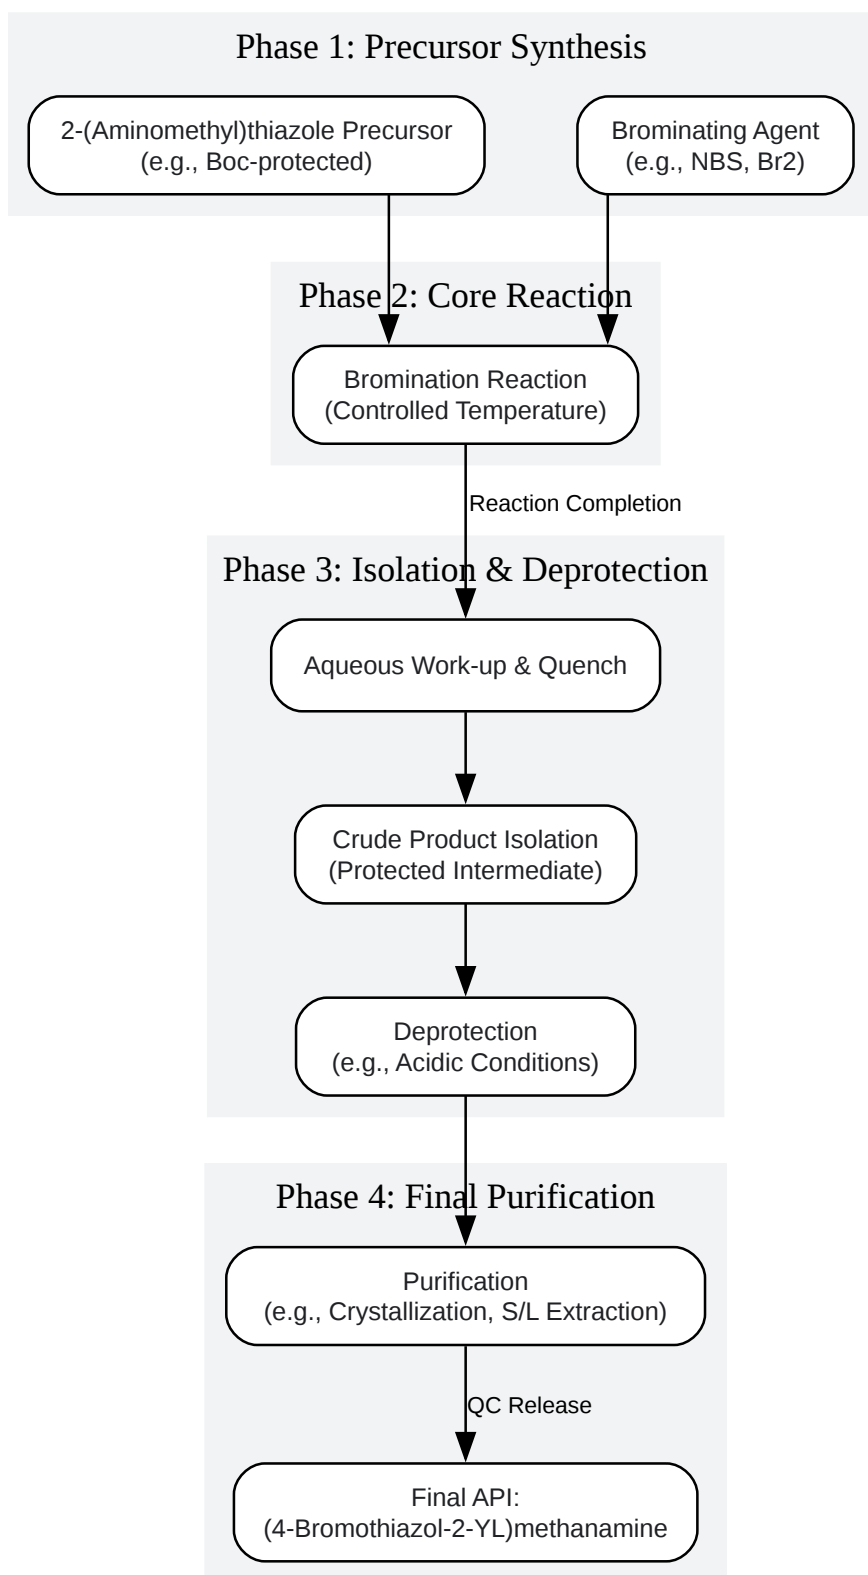 Phase 1: Precursor Synthesis
2-(Aminomethyl)thiazole Precursor
(e.g., Boc-protected)
Brominating Agent
(e.g., NBS, Br2)
Phase 2: Core Reaction
Bromination Reaction
(Controlled Temperature)
Reaction Completion
Phase 3: Isolation & Deprotection
Aqueous Work-up & Quench
Crude Product Isolation
(Protected Intermediate)
Deprotection
(e.g., Acidic Conditions)
Phase 4: Final Purification
Purification
(e.g., Crystallization, S/L Extraction)
QC Release
Final API:
(4-Bromothiazol-2-YL)methanamine